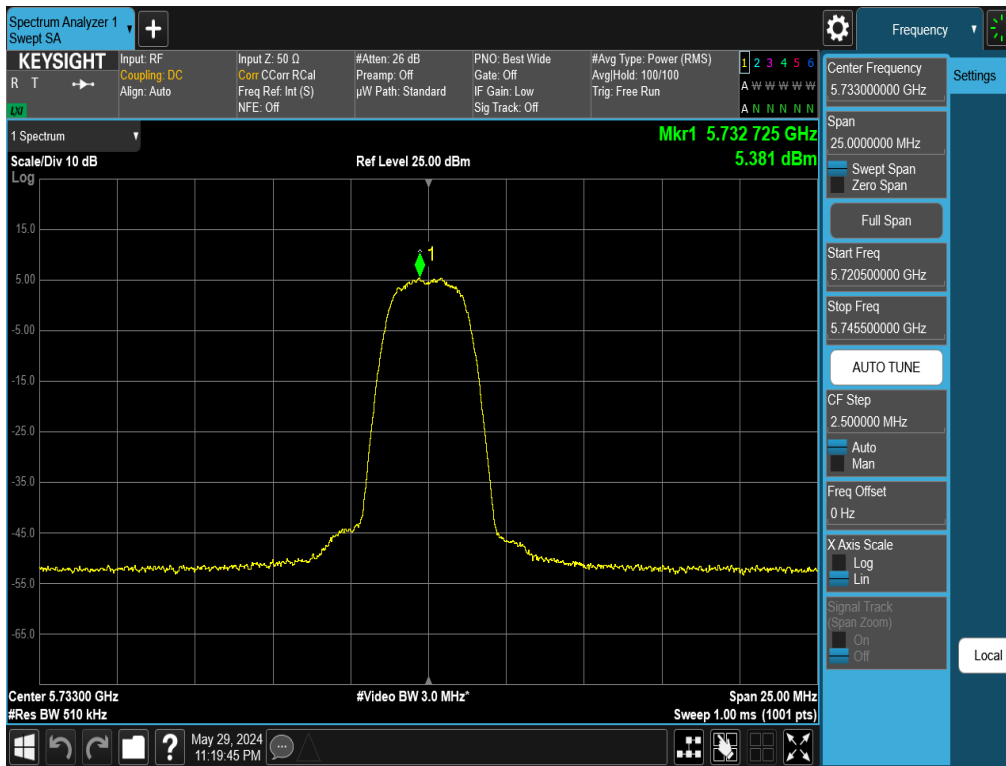 Spectrum Analyzer 1
Swept SA
+
Frequency
KEYSIGHT
R T
LXI
Input: RF
Coupling: DC
Align: Auto
Input Z: 50 Ω
Corr CCorr RCal
Freq Ref: Int (S)
NFE: Off
#Atten: 26 dB
Preamp: Off
µW Path: Standard
PNO: Best Wide
Gate: Off
IF Gain: Low
Sig Track: Off
#Avg Type: Power (RMS)
Avg|Hold: 100/100
Trig: Free Run
1 2 3 4 5 6
A W W W W W
A N N N N N
1 Spectrum
Scale/Div 10 dB
Log
Ref Level 25.00 dBm
Mkr1 5.732 725 GHz
5.381 dBm
1
15.0
5.00
-5.00
-15.0
-25.0
-35.0
-45.0
-55.0
-65.0
Center 5.73300 GHz
#Res BW 510 kHz
#Video BW 3.0 MHz*
Span 25.00 MHz
Sweep 1.00 ms (1001 pts)
Center Frequency
5.733000000 GHz
Settings
Span
25.0000000 MHz
Swept Span
Zero Span
Full Span
Start Freq
5.720500000 GHz
Stop Freq
5.745500000 GHz
AUTO TUNE
CF Step
2.500000 MHz
Auto
Man
Freq Offset
0 Hz
X Axis Scale
Log
Lin
Signal Track
(Span Zoom)
On
Off
Local
?
May 29, 2024
11:19:45 PM